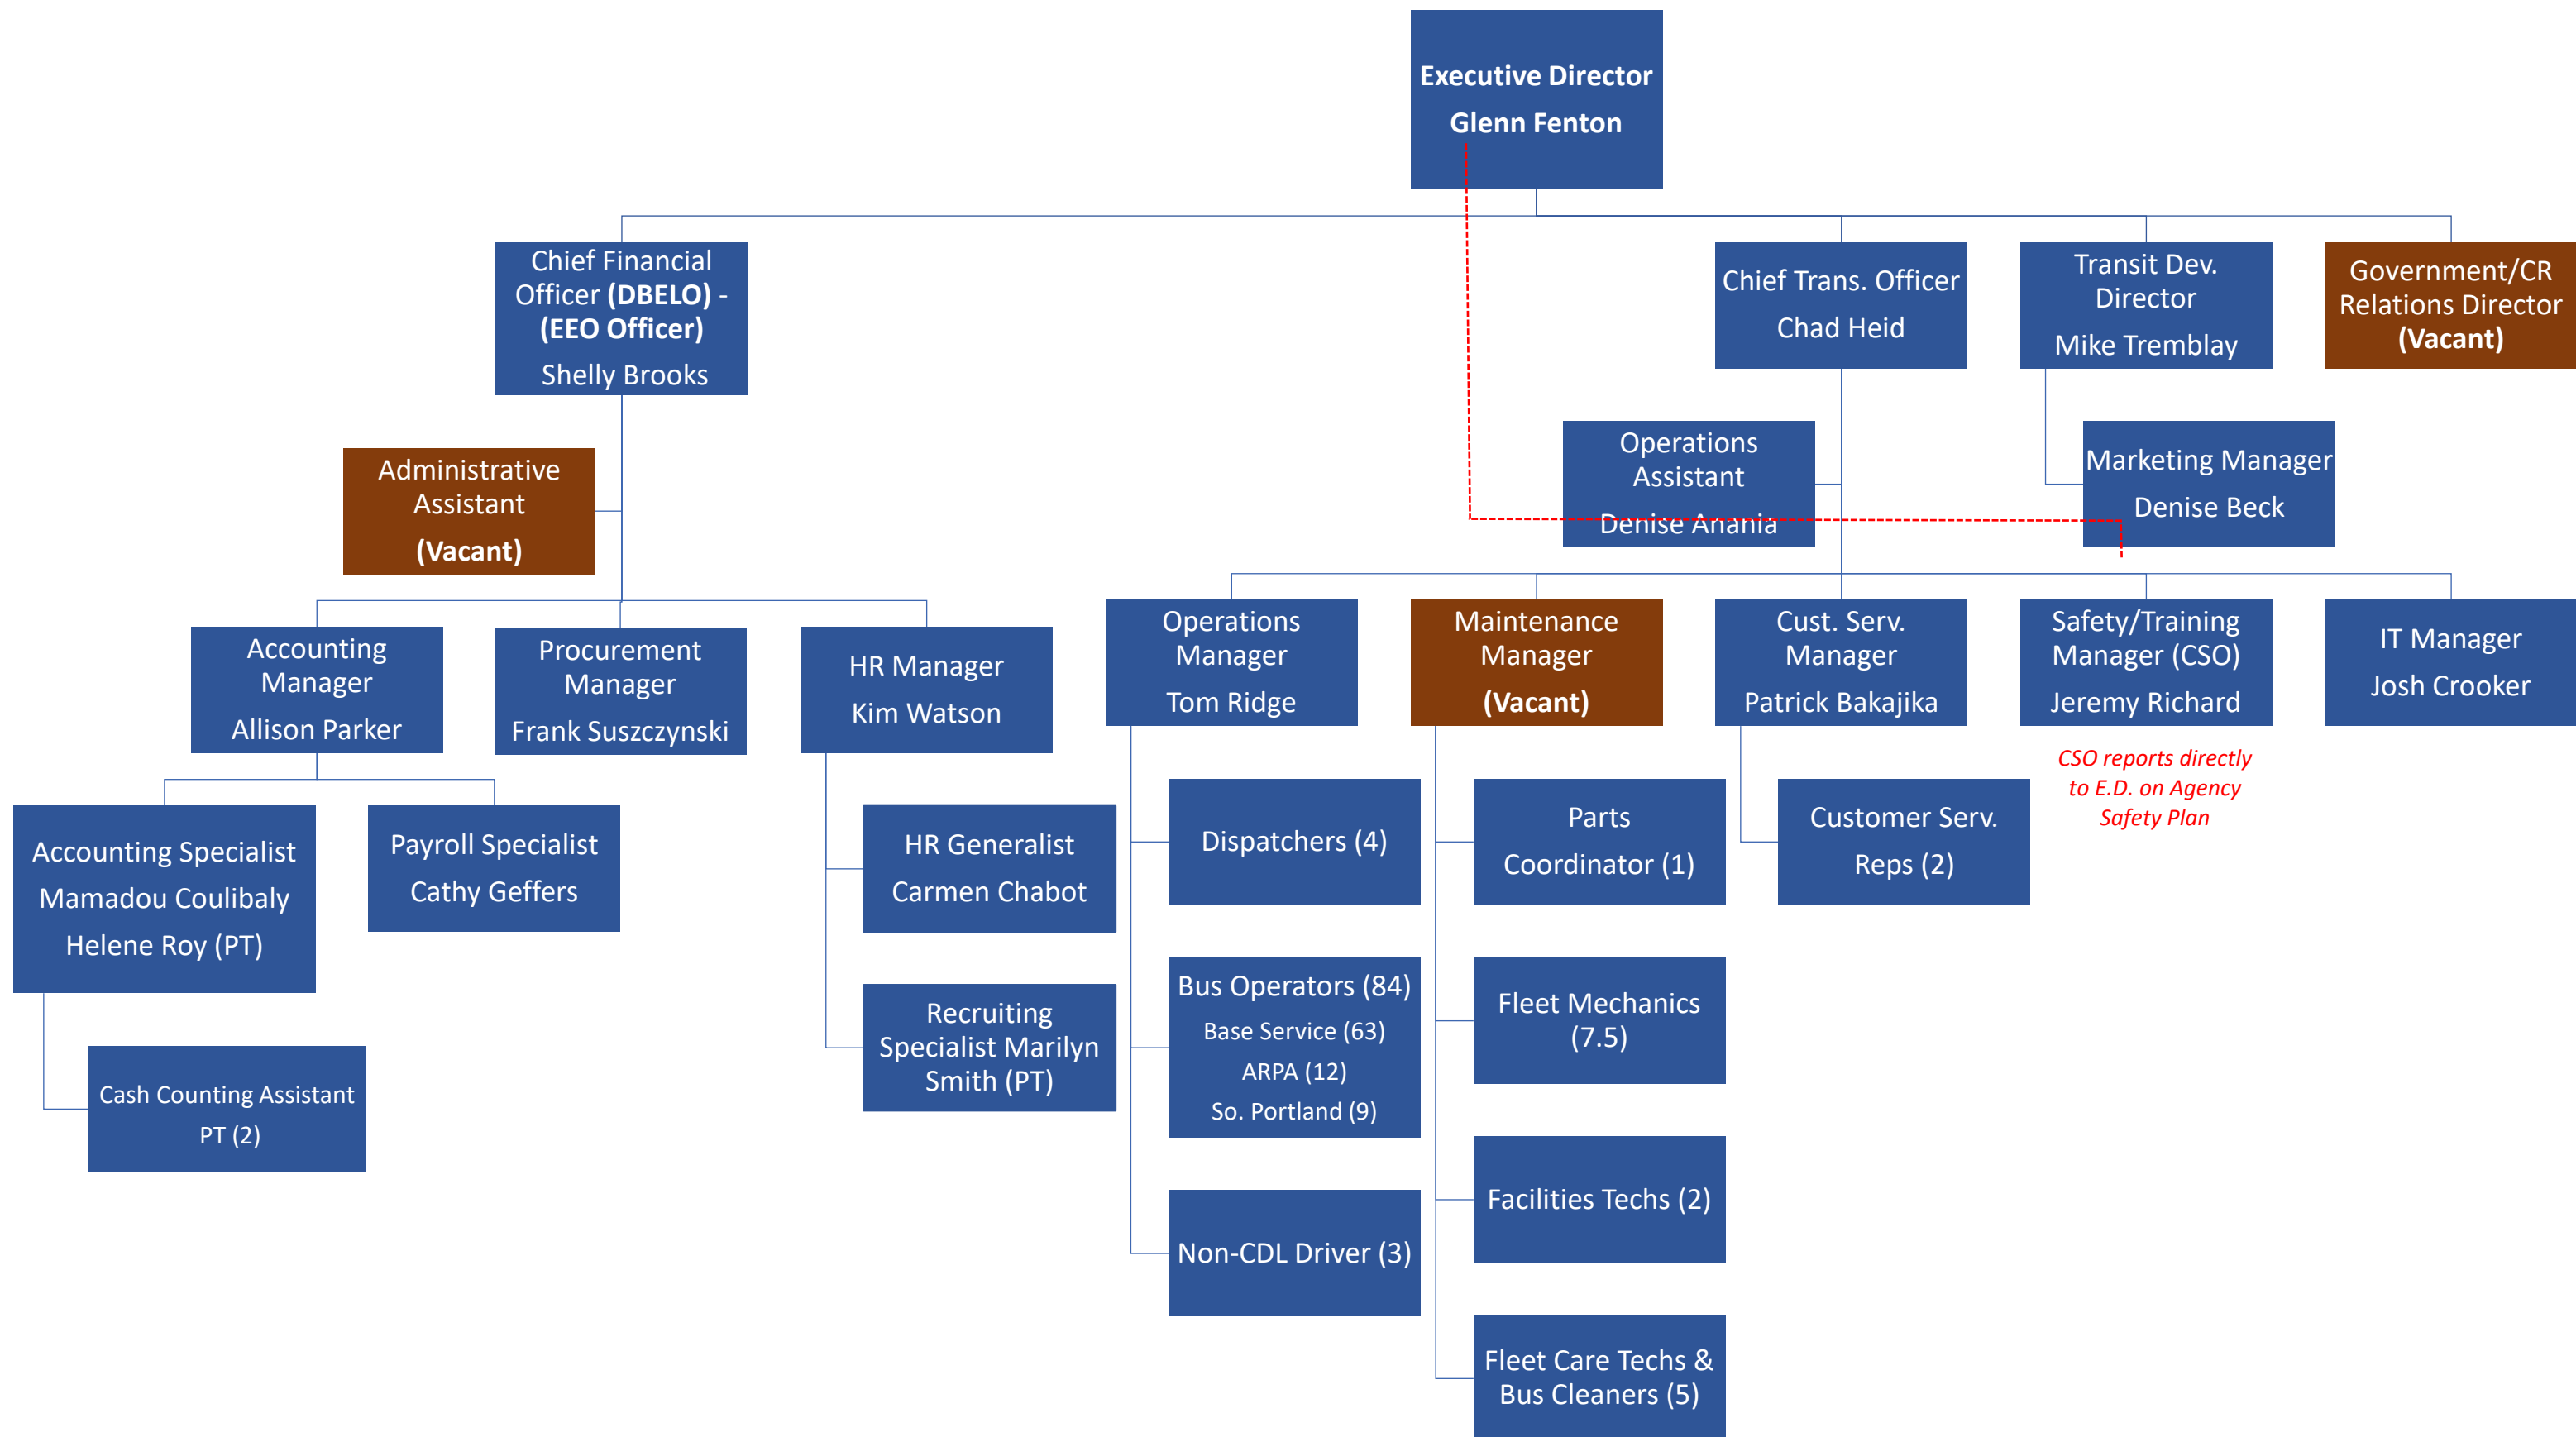 Executive Director
Glenn Fenton
Chief Financial
Officer (DBELO) -
(EEO Officer)
Shelly Brooks
Chief Trans. Officer
Chad Heid
Transit Dev.
Director
Mike Tremblay
Government/CR
Relations Director
(Vacant)
Administrative
Assistant
(Vacant)
Operations
Assistant
Denise Anania
Marketing Manager
Denise Beck
Accounting
Manager
Allison Parker
Procurement
Manager
Frank Suszczynski
HR Manager
Kim Watson
Operations
Manager
Tom Ridge
Maintenance
Manager
(Vacant)
Cust. Serv.
Manager
Patrick Bakajika
Safety/Training
Manager (CSO)
Jeremy Richard
IT Manager
Josh Crooker
CSO reports directly
to E.D. on Agency
Safety Plan
Accounting Specialist
Mamadou Coulibaly
Helene Roy (PT)
Payroll Specialist
Cathy Geffers
HR Generalist
Carmen Chabot
Dispatchers (4)
Parts
Coordinator (1)
Customer Serv.
Reps (2)
Recruiting
Specialist Marilyn
Smith (PT)
Bus Operators (84)
Base Service (63)
ARPA (12)
So. Portland (9)
Fleet Mechanics
(7.5)
Cash Counting Assistant
PT (2)
Non-CDL Driver (3)
Facilities Techs (2)
Fleet Care Techs &
Bus Cleaners (5)